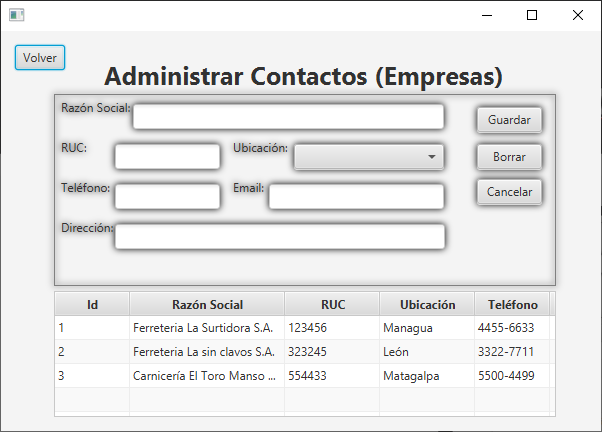 Volver
Administrar Contactos (Empresas)
Razón Social:
Guardar
RUC:
Ubicación:
Borrar
Teléfono:
Email:
Cancelar
Dirección:
Id Razón Social RUC Ubicación Teléfono
1 Ferreteria La Surtidora S.A. 123456 Managua 4455-6633
2 Ferreteria La sin clavos S.A. 323245 León 3322-7711
3 Carnicería El Toro Manso ... 554433 Matagalpa 5500-4499